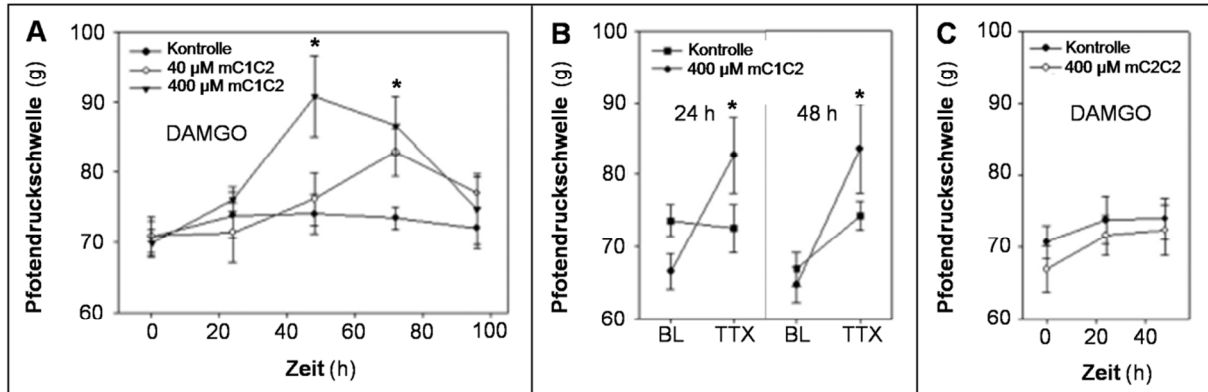 A
Kontrolle
40 µM mC1C2
400 µM mC1C2
DAMGO
*
*
Pfotendruckschwelle (g)
100
90
80
70
60
0 20 40 60 80 100
Zeit (h)
B
Kontrolle
400 µM mC1C2
24 h
*
48 h
*
Pfotendruckschwelle (g)
100
90
80
70
60
BL TTX BL TTX
C
Kontrolle
400 µM mC2C2
DAMGO
Pfotendruckschwelle (g)
100
90
80
70
60
0 20 40
Zeit (h)